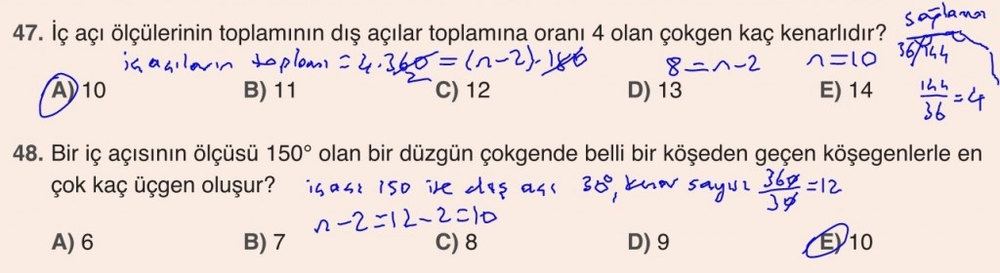 47. İç açı ölçülerinin toplamının dış açılar toplamına oranı 4 olan çokgen kaç kenarlıdır?
sağlama
iç açıların toplamı = 4.360 = (n-2).180
2
8=n-2
n=10
36/144
A) 10 B) 11 C) 12 D) 13 E) 14
144/36 = 4
48. Bir iç açısının ölçüsü 150° olan bir düzgün çokgende belli bir köşeden geçen köşegenlerle en
çok kaç üçgen oluşur?
iç açı 150 ise dış açı 30°, kenar sayısı 360/30 = 12
n-2=12-2=10
A) 6 B) 7 C) 8 D) 9 E) 10